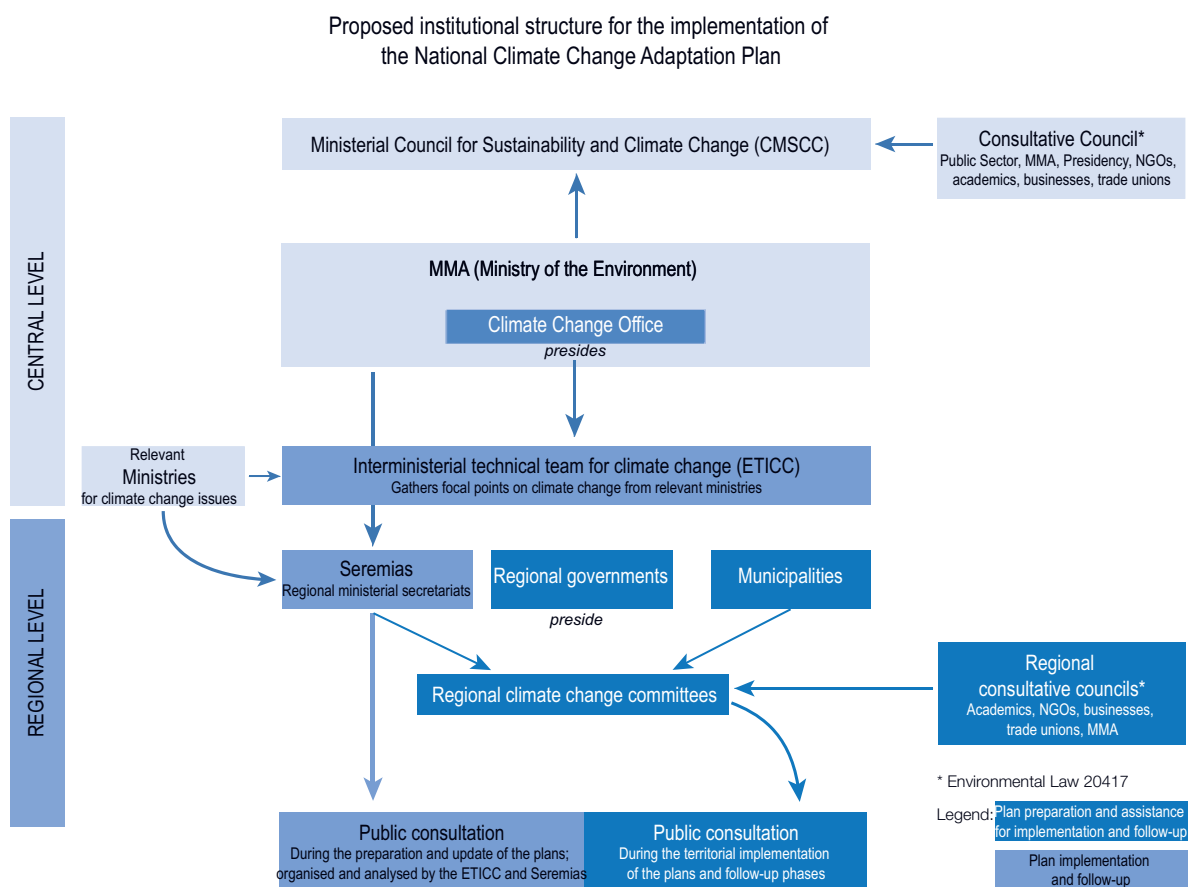 Proposed institutional structure for the implementation of
the National Climate Change Adaptation Plan
CENTRAL LEVEL
Ministerial Council for Sustainability and Climate Change (CMSCC)
Consultative Council*
Public Sector, MMA, Presidency, NGOs,
academics, businesses, trade unions
MMA (Ministry of the Environment)
Climate Change Office
presides
Relevant
Ministries
for climate change issues
Interministerial technical team for climate change (ETICC)
Gathers focal points on climate change from relevant ministries
REGIONAL LEVEL
Seremias
Regional ministerial secretariats
Regional governments
preside
Municipalities
Regional climate change committees
Regional
consultative councils*
Academics, NGOs, businesses,
trade unions, MMA
Public consultation
During the preparation and update of the plans;
organised and analysed by the ETICC and Seremias
Public consultation
During the territorial implementation
of the plans and follow-up phases
* Environmental Law 20417
Legend:
Plan preparation and assistance
for implementation and follow-up
Plan implementation
and follow-up